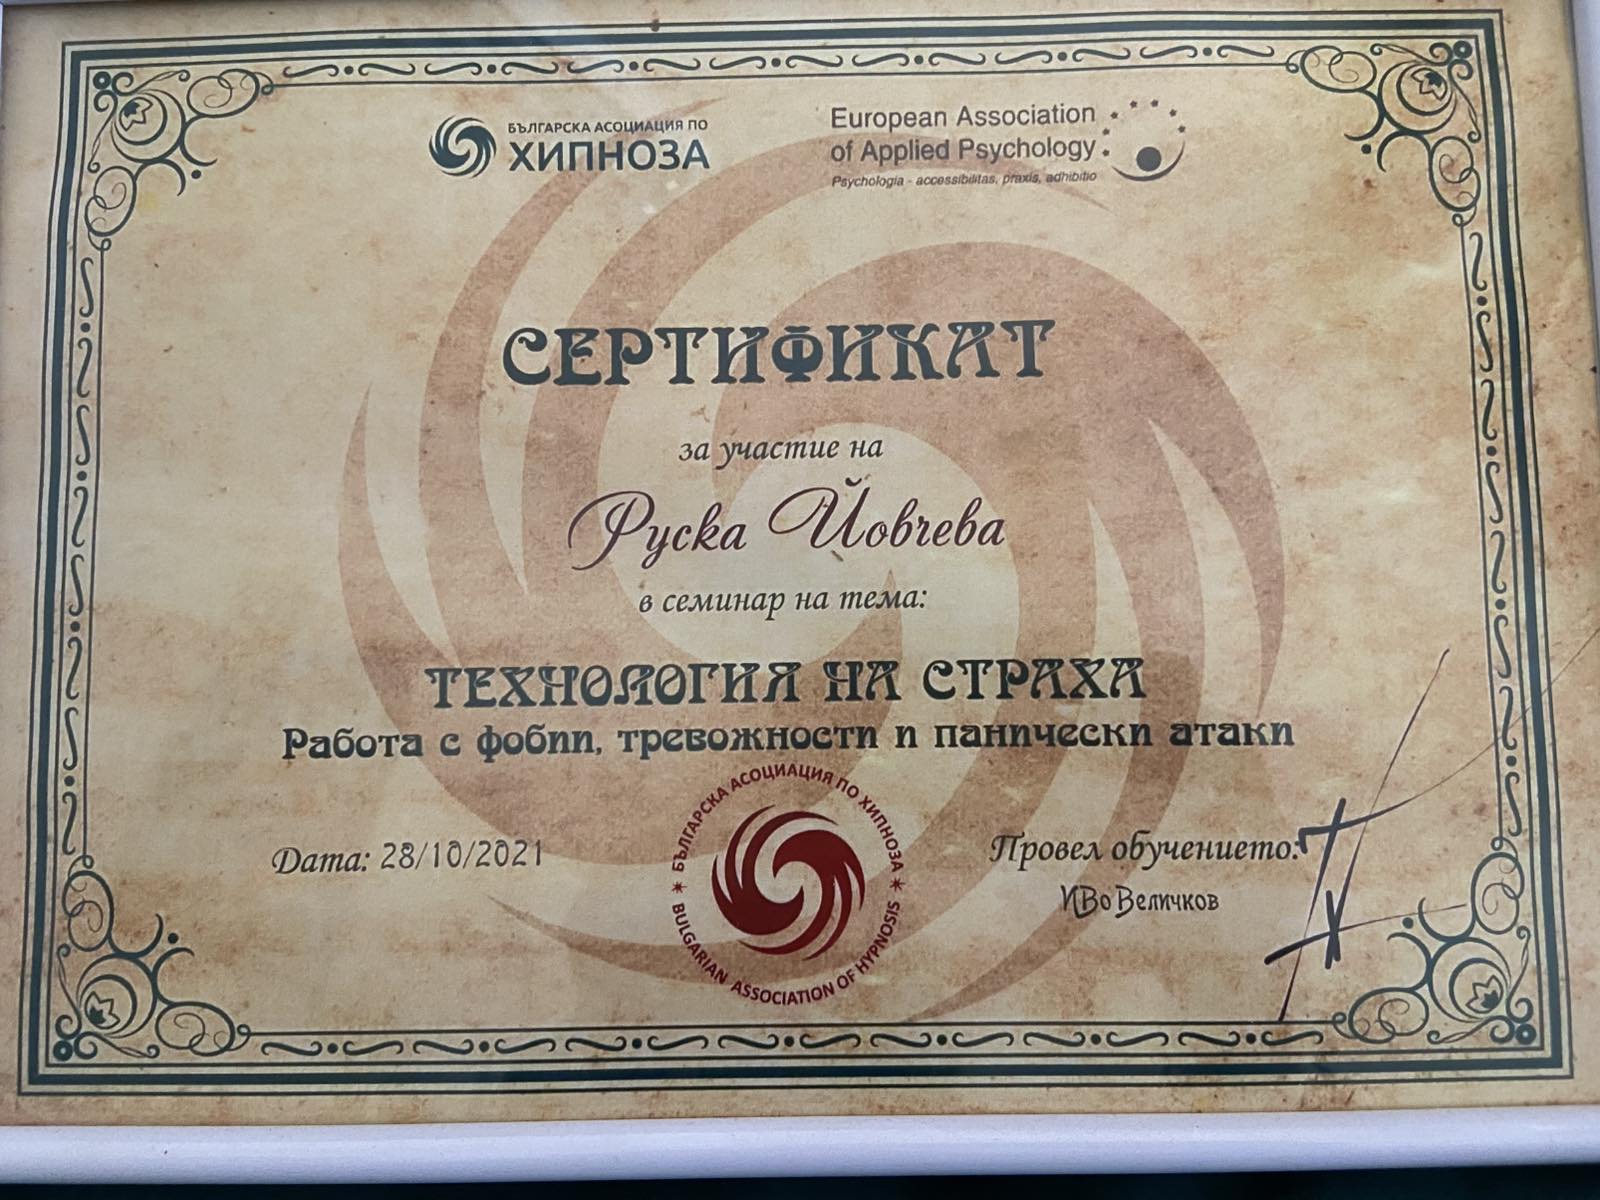 БЪЛГАРСКА АСОЦИАЦИЯ ПО
ХИПНОЗА
European Association
of Applied Psychology
Psychologia - accessibilitas, praxis, adhibitio
СЕРТИФИКАТ
за участие на
Руска Йовчева
в семинар на тема:
ТЕХНОЛОГИЯ НА СТРАХА
Работа с фобии, тревожности и панически атаки
Дата: 28/10/2021
БЪЛГАРСКА АСОЦИАЦИЯ ПО ХИПНОЗА
BULGARIAN ASSOCIATION OF HYPNOSIS
Провел обучението:
Иво Величков